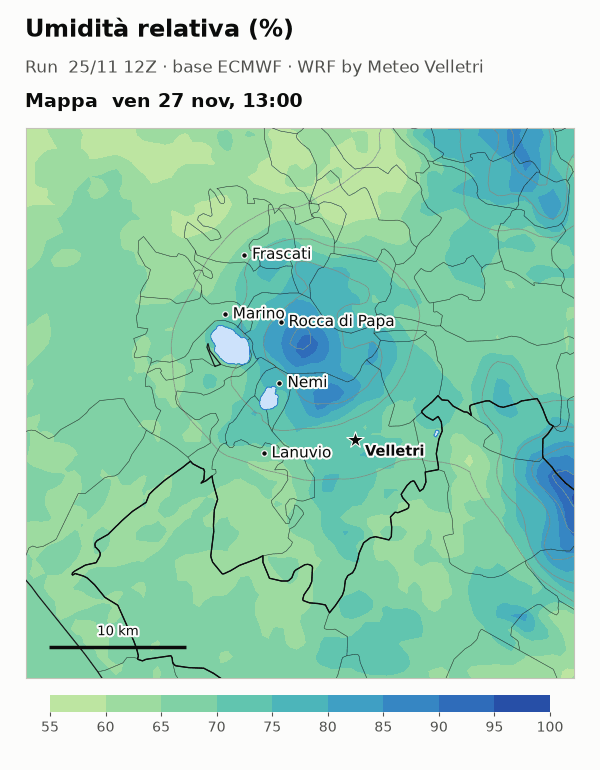 Umidità relativa (%)
Run  25/11 12Z · base ECMWF · WRF by Meteo Velletri
Mappa  ven 27 nov, 13:00
Frascati
Marino
Rocca di Papa
Nemi
Velletri
Lanuvio
10 km
55 60 65 70 75 80 85 90 95 100